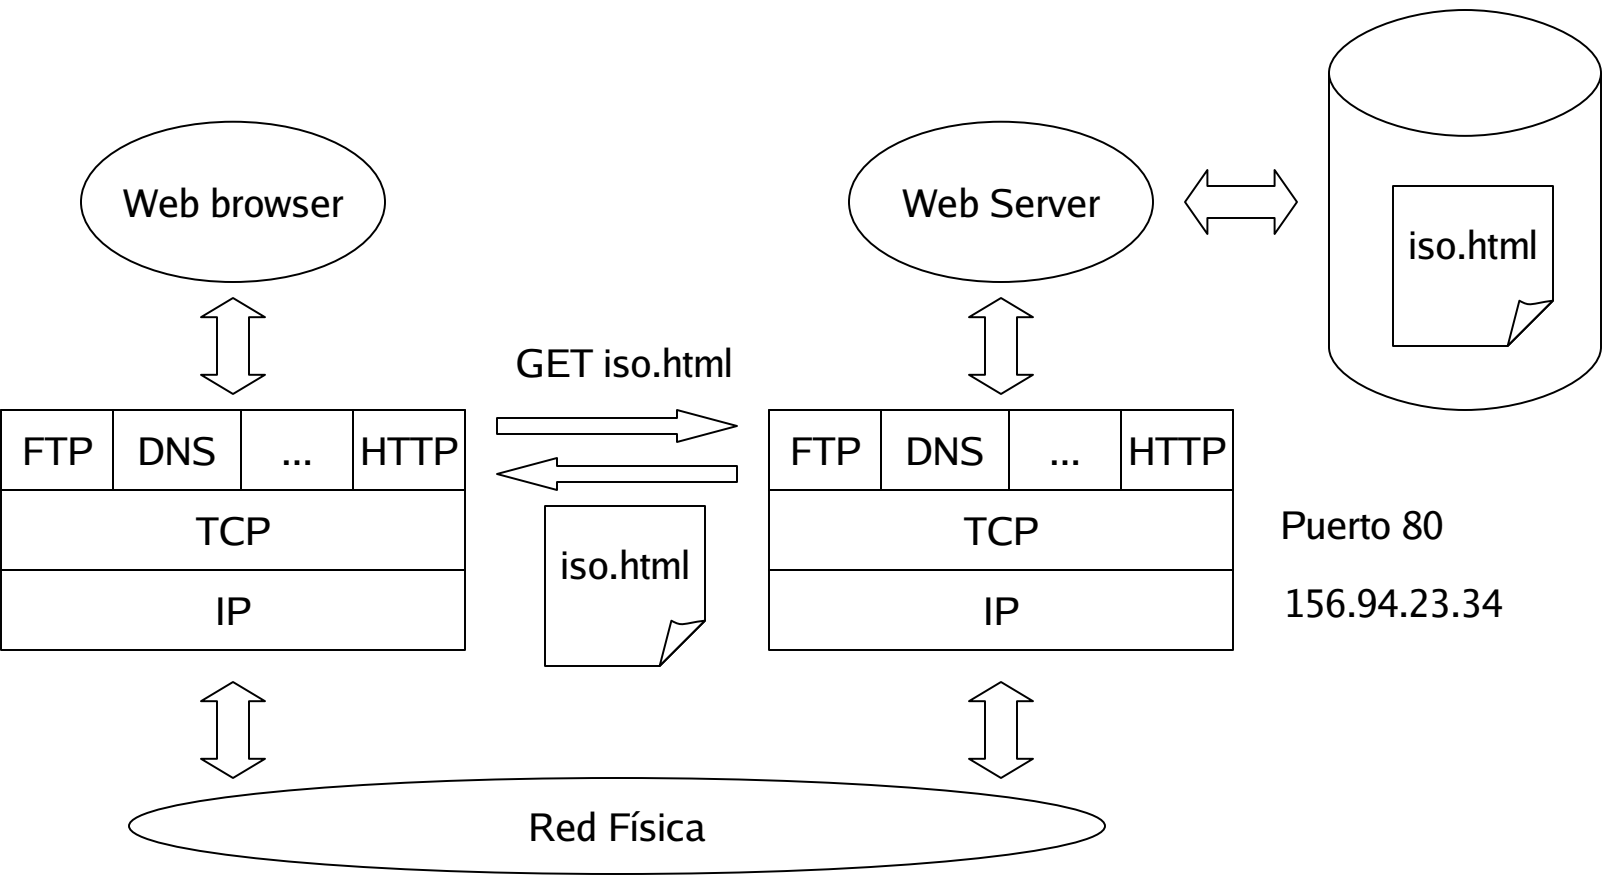 Web browser
Web Server
iso.html
GET iso.html
FTP DNS ... HTTP
FTP DNS ... HTTP
TCP
TCP
Puerto 80
iso.html
IP
IP
156.94.23.34
Red Física